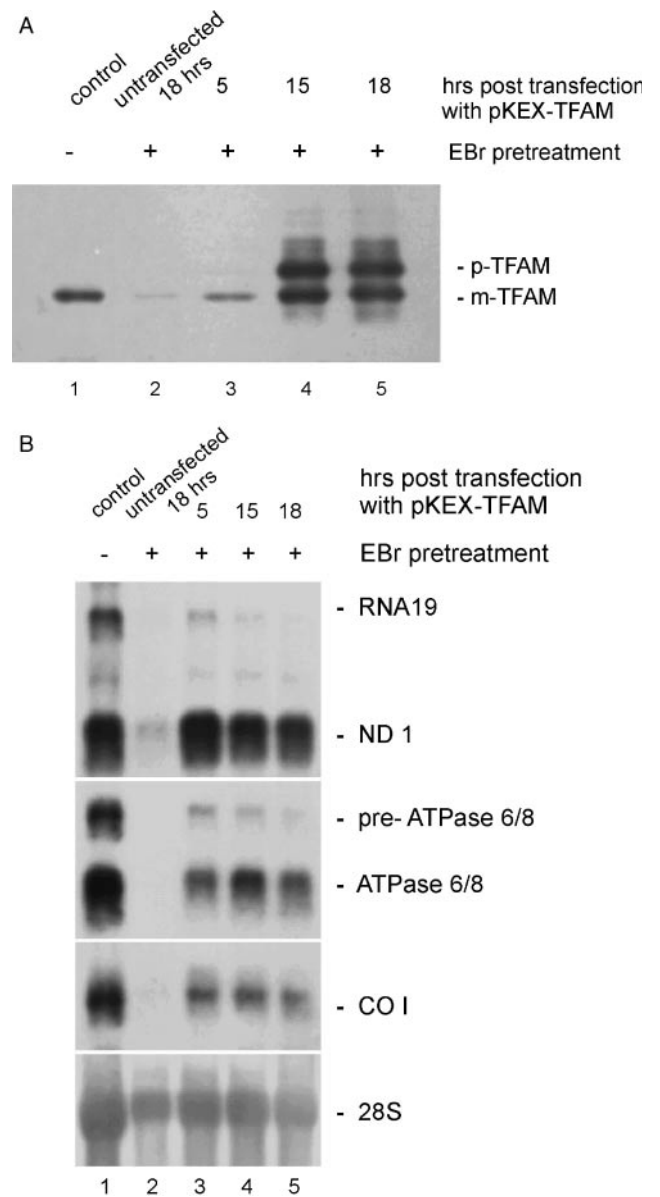 A
control
untransfected
18 hrs
5 15 18 hrs post transfection
with pKEX-TFAM
- + + + + EBr pretreatment
- p-TFAM
- m-TFAM
1 2 3 4 5
B
control
untransfected
18 hrs
5 15 18 hrs post transfection
with pKEX-TFAM
- + + + + EBr pretreatment
- RNA19
- ND 1
- pre- ATPase 6/8
- ATPase 6/8
- CO I
- 28S
1 2 3 4 5